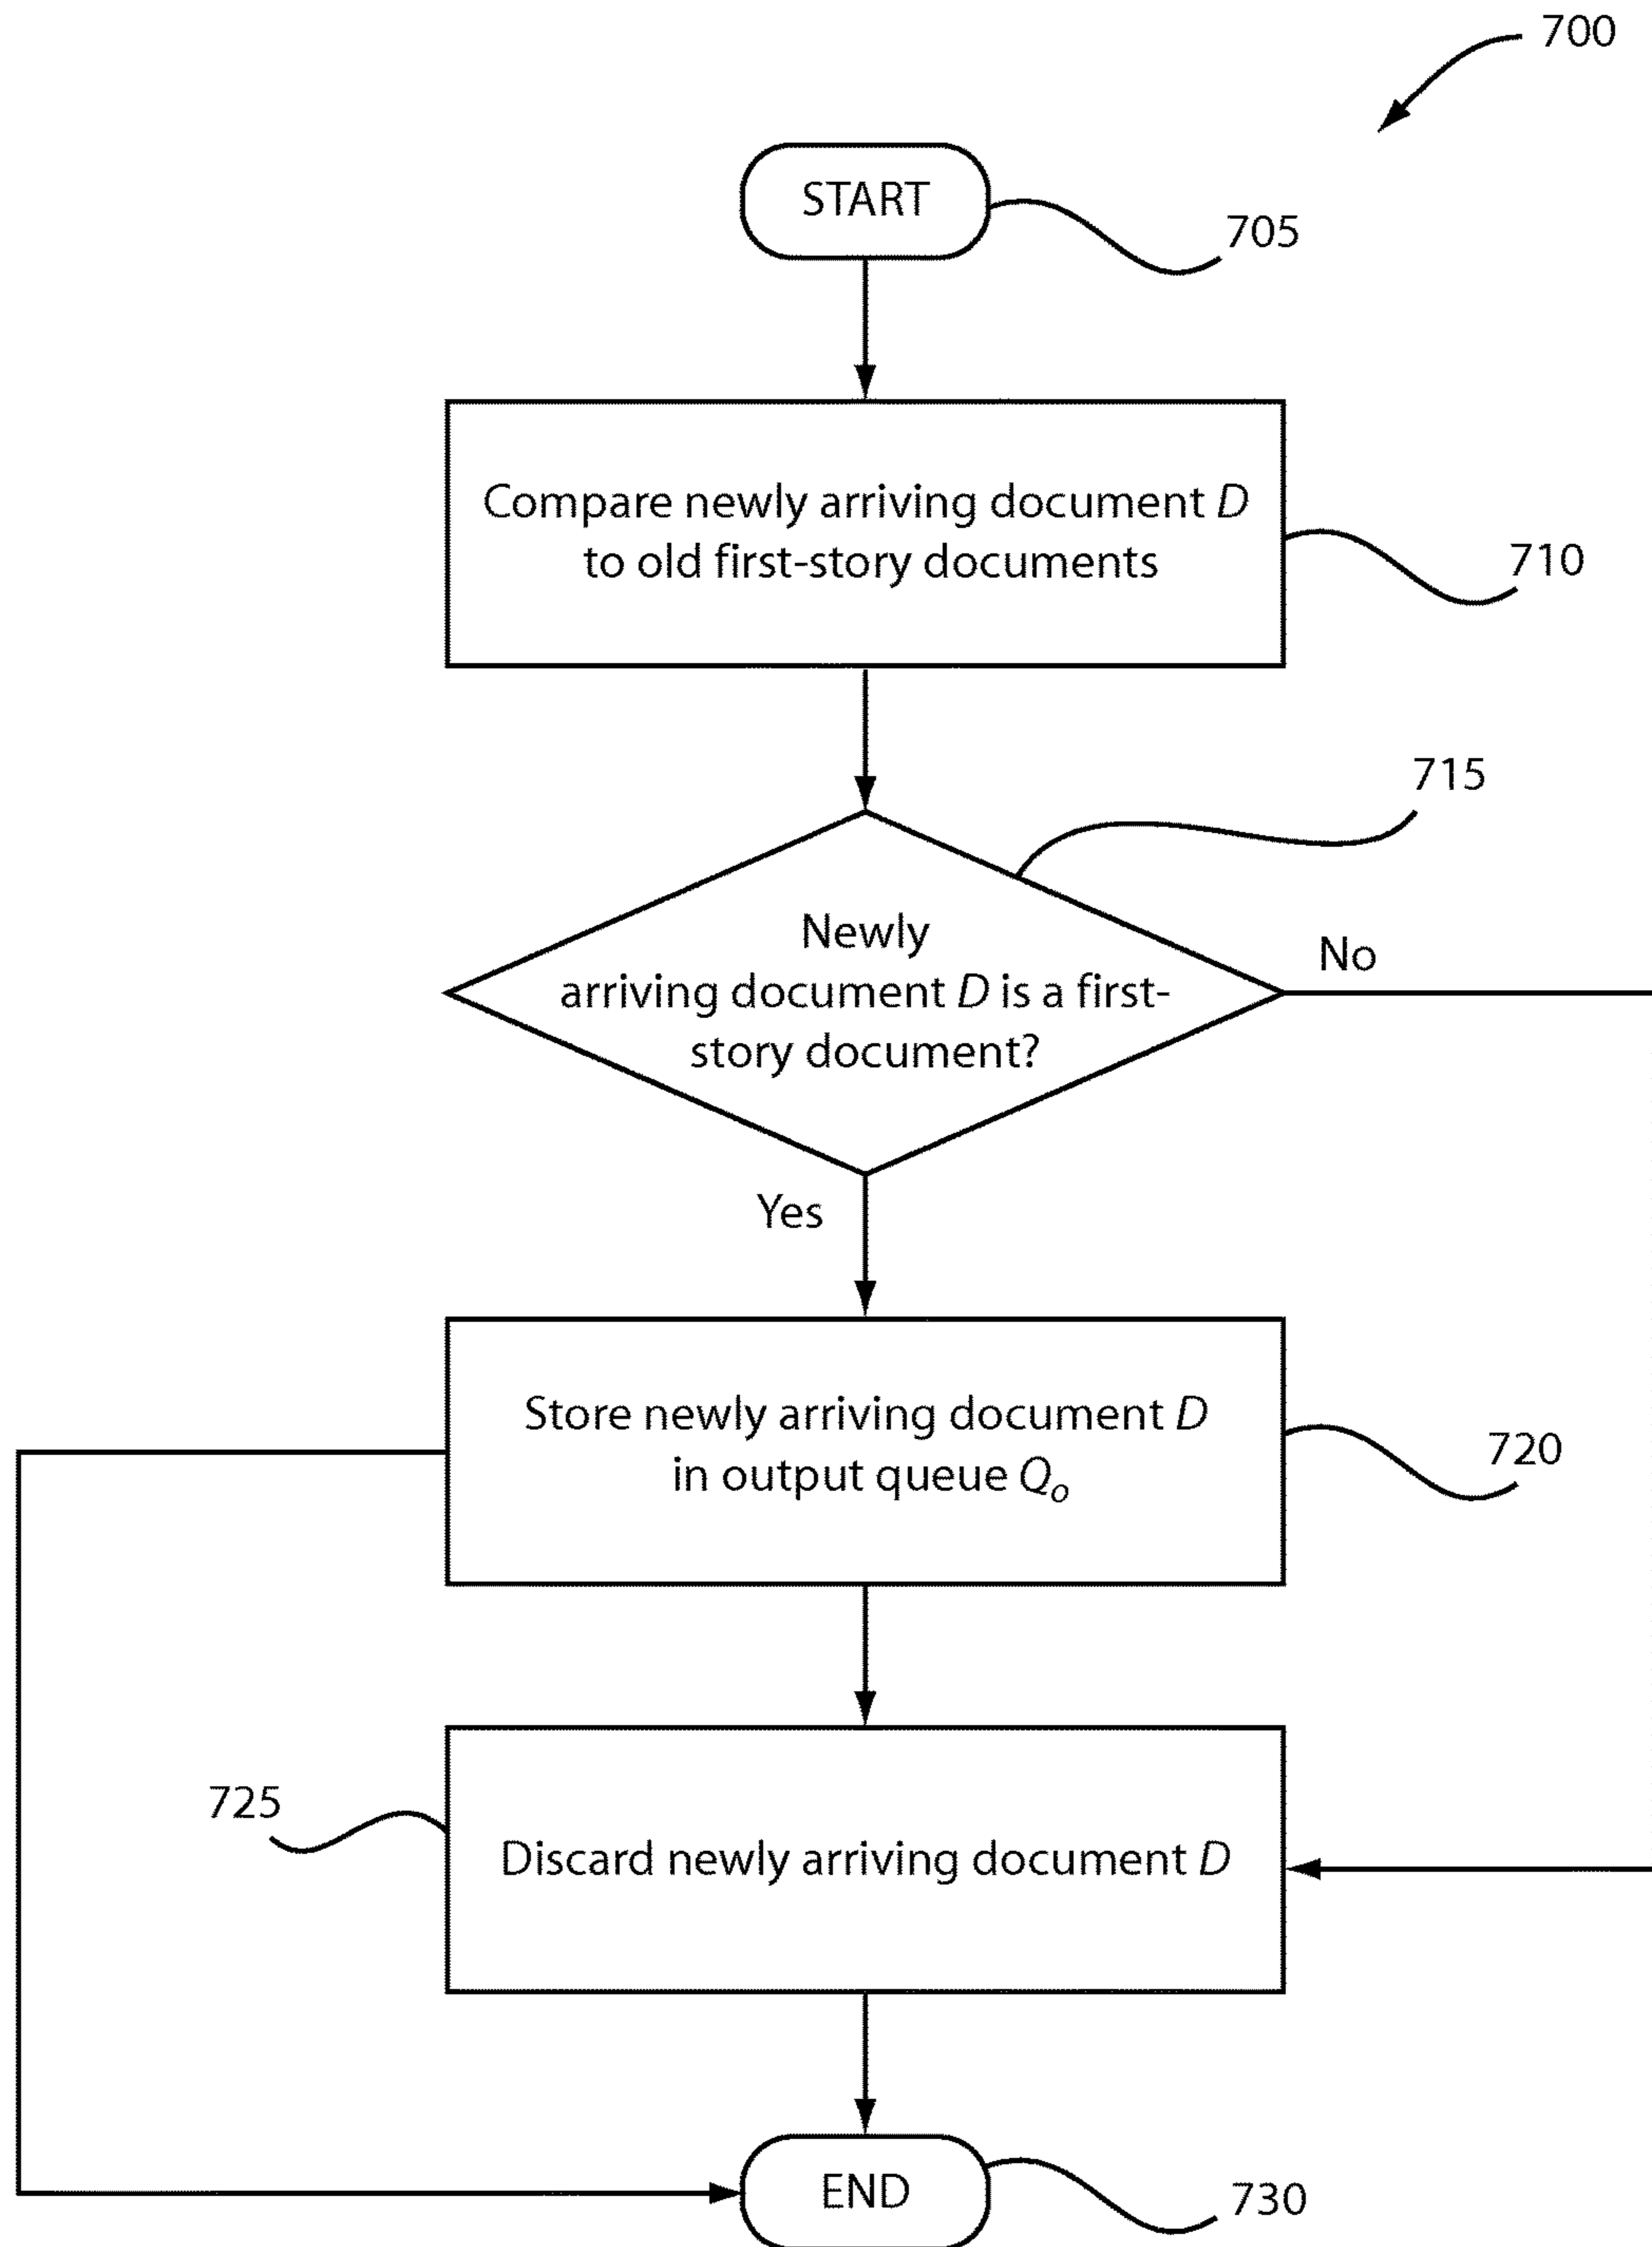 700
START
705
Compare newly arriving document D
to old first-story documents
710
715
Newly
arriving document D is a first-
story document?
No
Yes
Store newly arriving document D
in output queue Qo
720
725
Discard newly arriving document D
END
730